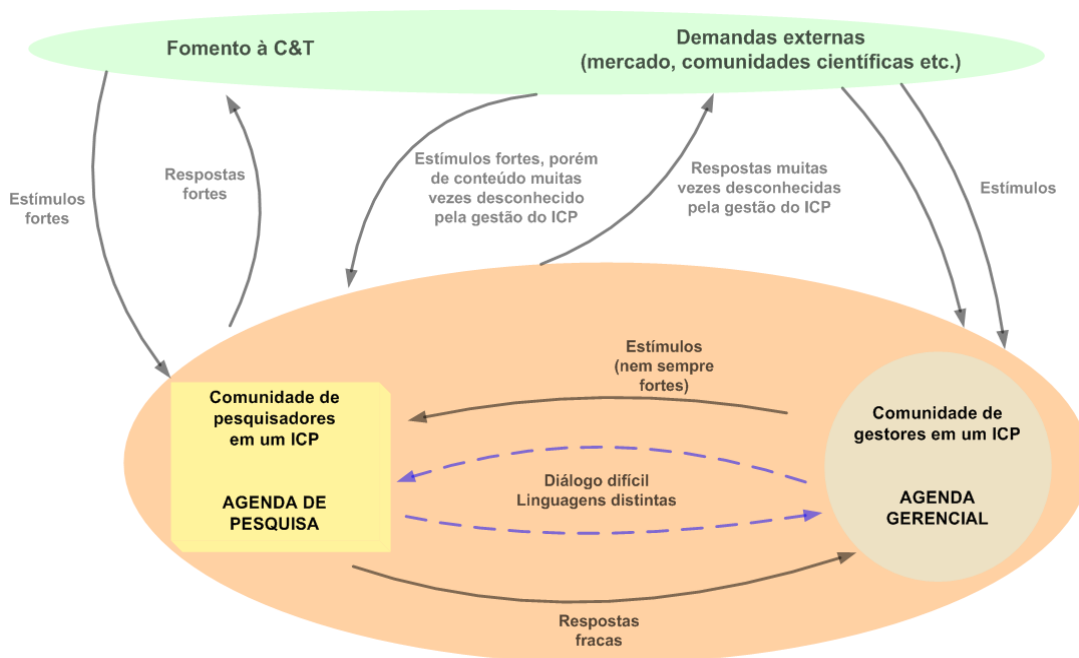 Fomento à C&T
Demandas externas
(mercado, comunidades científicas etc.)
Estímulos
fortes
Respostas
fortes
Estímulos fortes, porém
de conteúdo muitas
vezes desconhecido
pela gestão do ICP
Respostas muitas
vezes desconhecidas
pela gestão do ICP
Estímulos
Estímulos
(nem sempre
fortes)
Comunidade de
pesquisadores
em um ICP
AGENDA DE
PESQUISA
Diálogo difícil
Linguagens distintas
Comunidade de
gestores em um ICP
AGENDA
GERENCIAL
Respostas
fracas